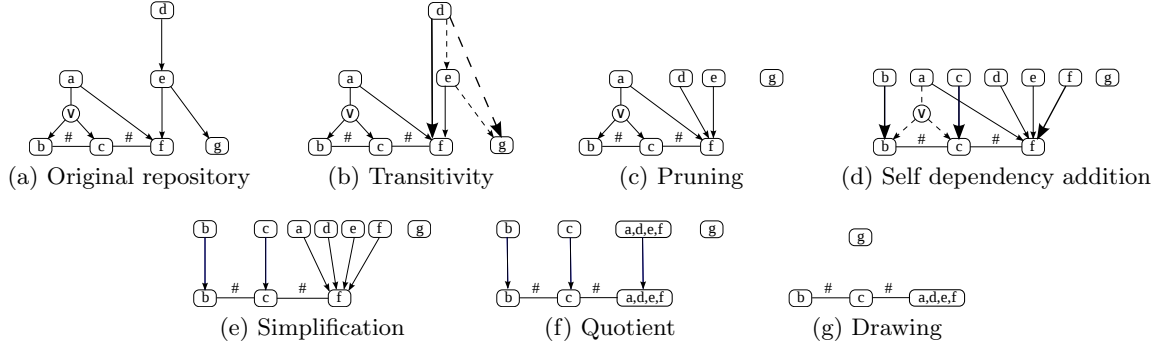 d
d
a e a e a d e g b a c d e f g
∨ ∨ ∨ ∨
# # # # # # # #
b c f g b c f g b c f b c f
(a) Original repository (b) Transitivity (c) Pruning (d) Self dependency addition
b c a d e f g b c a,d,e,f g g
# # # # # #
b c f b c a,d,e,f b c a,d,e,f
(e) Simplification (f) Quotient (g) Drawing